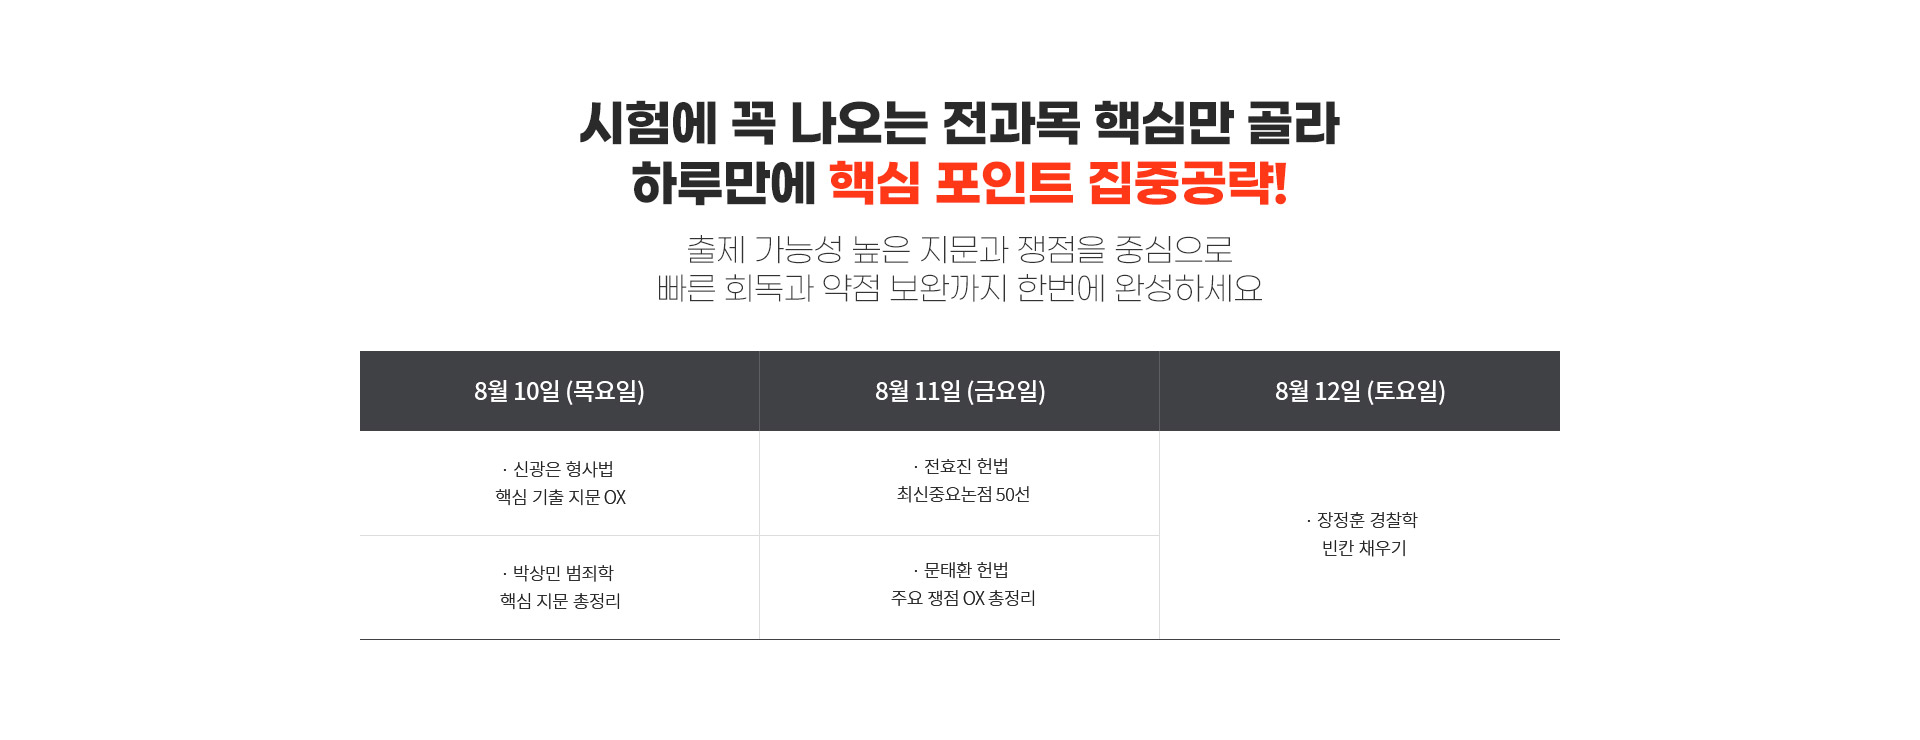 시험에 꼭 나오는 전과목 핵심만 골라
하루만에 핵심 포인트 집중공략!
출제 가능성 높은 지문과 쟁점을 중심으로
빠른 회독과 약점 보완까지 한번에 완성하세요
8월 10일 (목요일)
8월 11일 (금요일)
8월 12일 (토요일)
· 신광은 형사법
핵심 기출 지문 OX
· 전효진 헌법
최신중요논점 50선
· 장정훈 경찰학
빈칸 채우기
· 박상민 범죄학
핵심 지문 총정리
· 문태환 헌법
주요 쟁점 OX 총정리